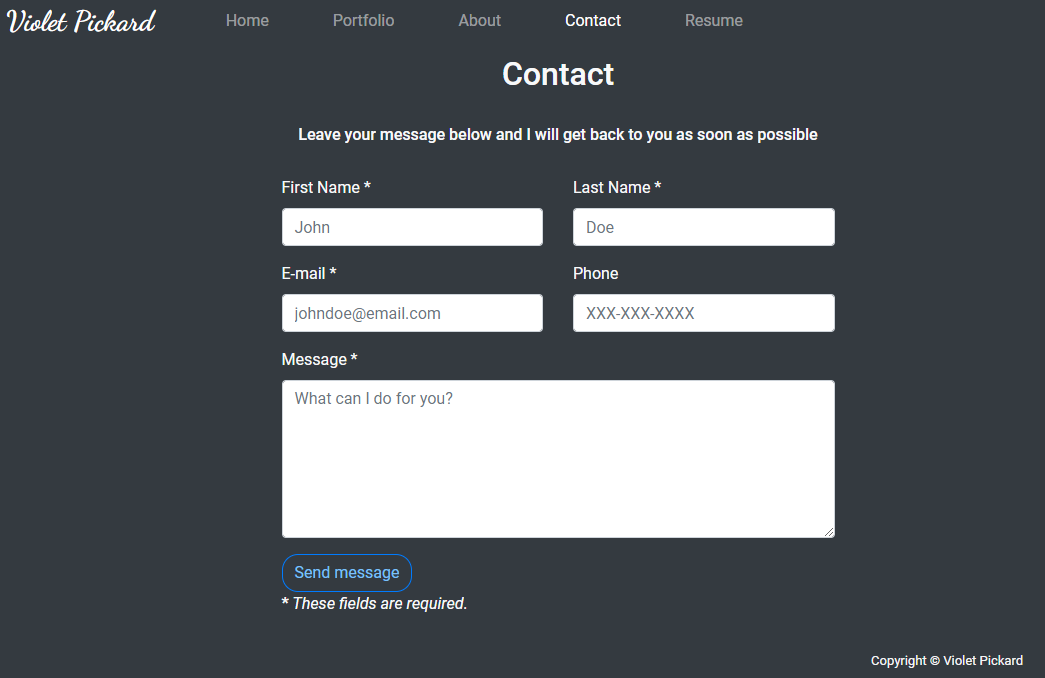 Violet Pickard Home Portfolio About Contact Resume
Contact
Leave your message below and I will get back to you as soon as possible
First Name * Last Name *
John Doe
E-mail * Phone
johndoe@email.com XXX-XXX-XXXX
Message *
What can I do for you?
Send message
* These fields are required.
Copyright © Violet Pickard